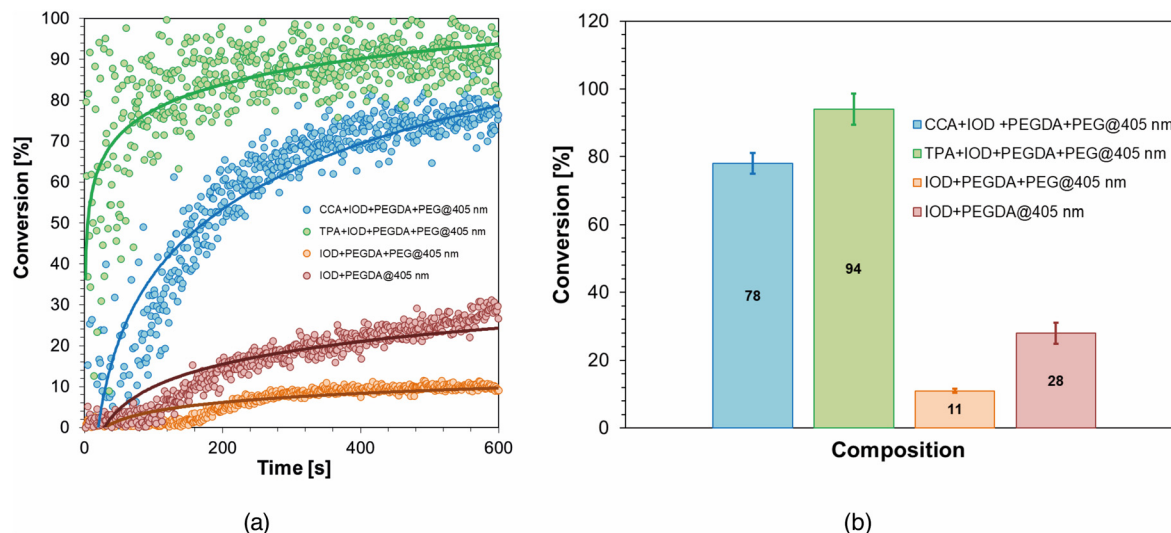 100
90
80
70
60
50
40
30
20
10
0
Conversion [%]
0
200
400
600
Time [s]
CCA+IOD+PEGDA+PEG@405 nm
TPA+IOD+PEGDA+PEG@405 nm
IOD+PEGDA+PEG@405 nm
IOD+PEGDA@405 nm
(a)
120
100
80
60
40
20
0
Conversion [%]
78
94
11
28
CCA+IOD +PEGDA+PEG@405 nm
TPA+IOD+PEGDA+PEG@405 nm
IOD+PEGDA+PEG@405 nm
IOD+PEGDA@405 nm
Composition
(b)